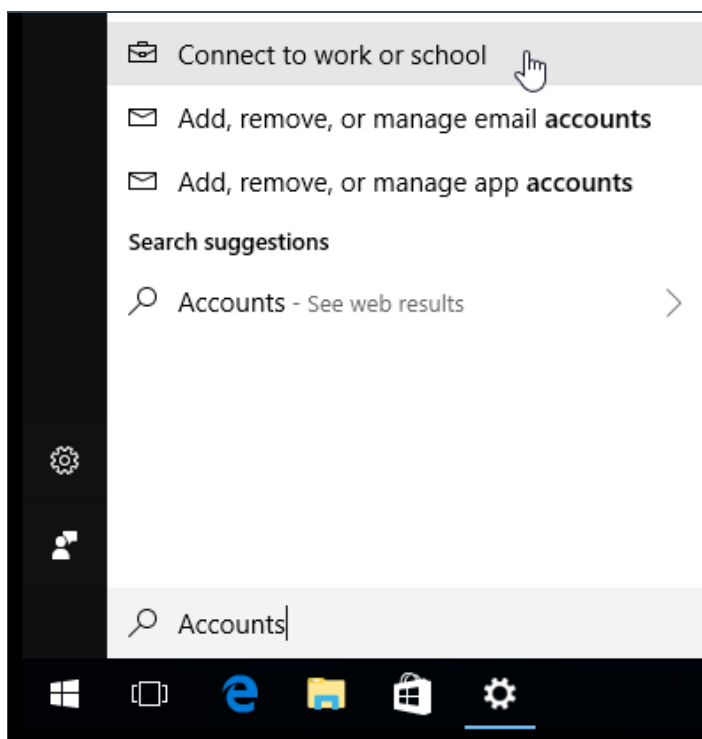 Connect to work or school
Add, remove, or manage email accounts
Add, remove, or manage app accounts
Search suggestions
Accounts - See web results
Accounts